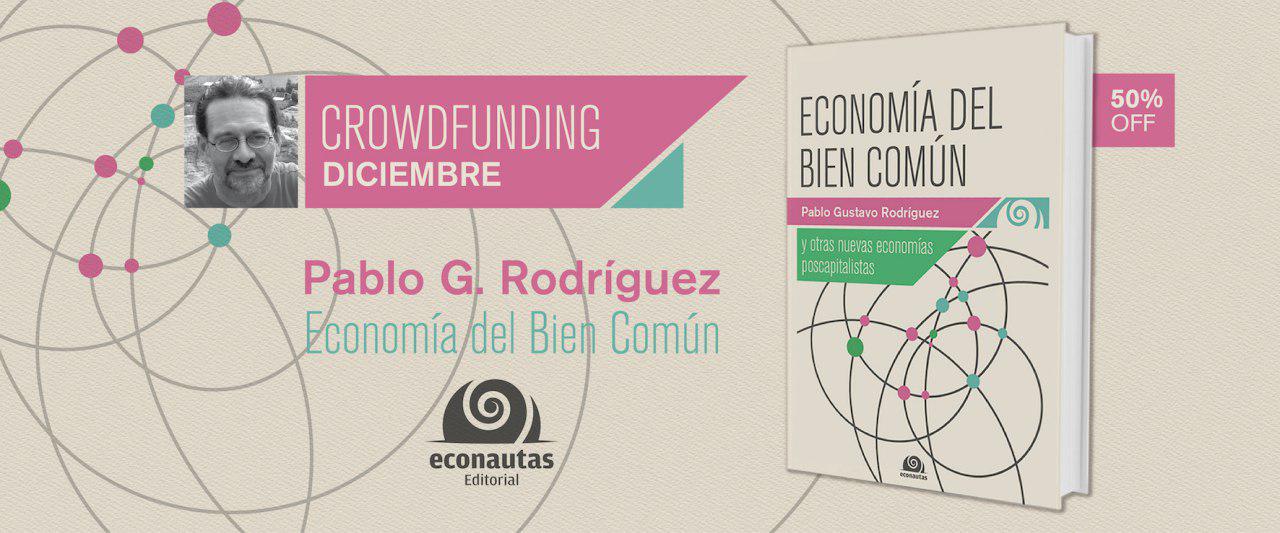 CROWDFUNDING
DICIEMBRE
Pablo G. Rodríguez
Economía del Bien Común
econautas
Editorial
ECONOMÍA DEL
BIEN COMÚN
Pablo Gustavo Rodríguez
y otras nuevas economías
poscapitalistas
econautas
50%
OFF